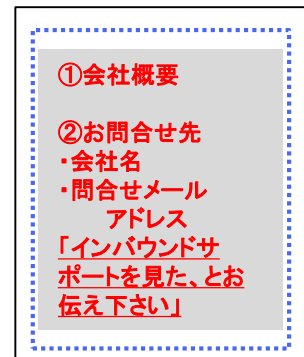 ①会社概要
②お問合せ先
・会社名
・問合せメール
アドレス
「インバウンドサ
ポートを見た、とお
伝え下さい」